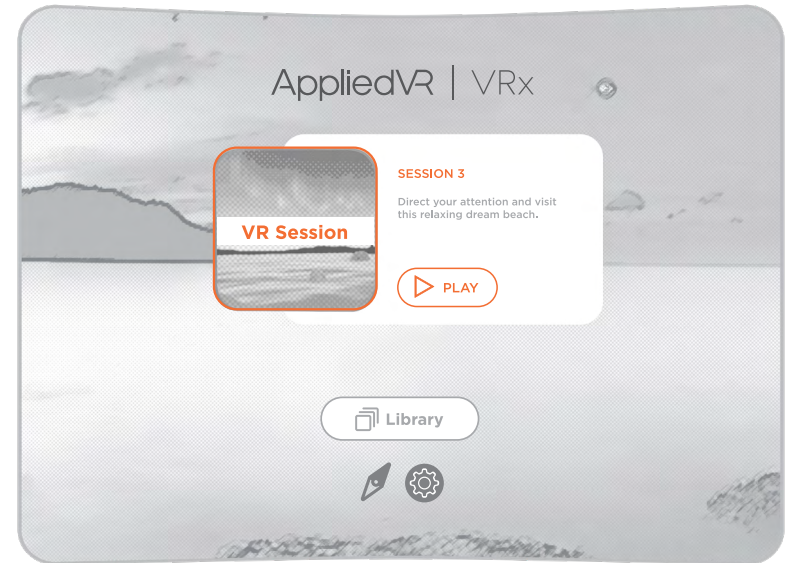 AppliedVR | VRx
SESSION 3
Direct your attention and visit
this relaxing dream beach.
VR Session
PLAY
Library